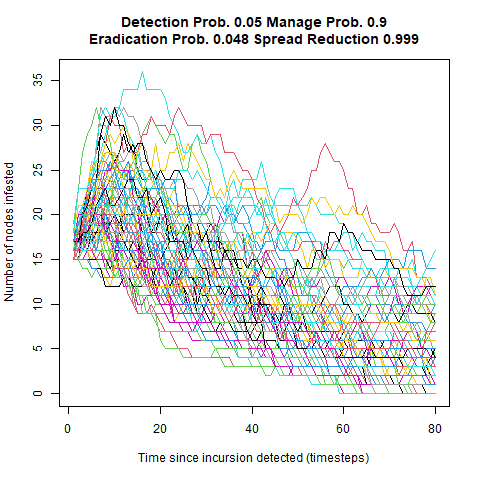 Detection Prob. 0.05 Manage Prob. 0.9
Eradication Prob. 0.048 Spread Reduction 0.999
Number of nodes infested
35
30
25
20
15
10
5
0
0 20 40 60 80
Time since incursion detected (timesteps)